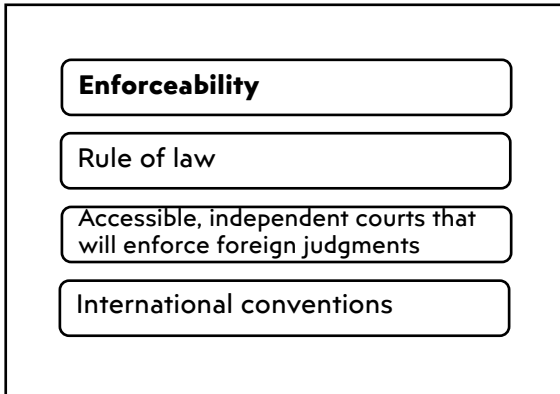 Enforceability
Rule of law
Accessible, independent courts that
will enforce foreign judgments
International conventions